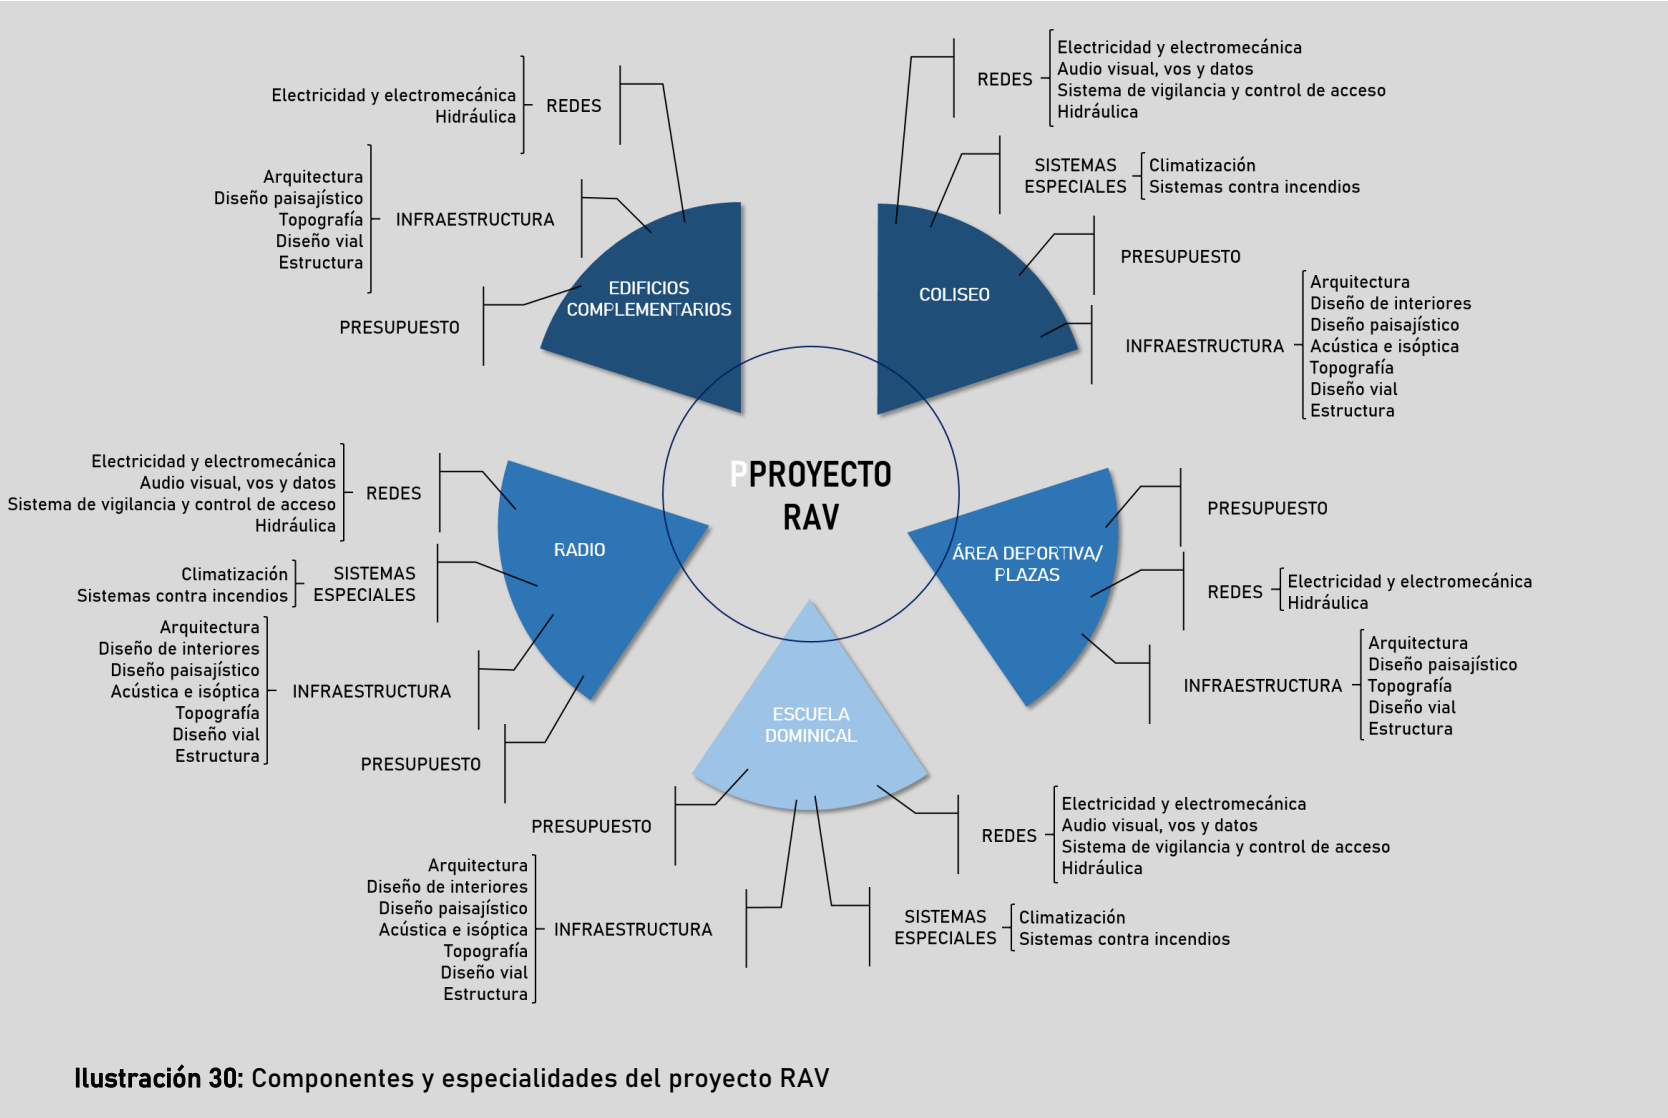 Electricidad y electromecánica
Hidráulica
REDES
Arquitectura
Diseño paisajístico
Topografía
Diseño vial
Estructura
INFRAESTRUCTURA
PRESUPUESTO
EDIFICIOS
COMPLEMENTARIOS
REDES
Electricidad y electromecánica
Audio visual, vos y datos
Sistema de vigilancia y control de acceso
Hidráulica
SISTEMAS
ESPECIALES
Climatización
Sistemas contra incendios
PRESUPUESTO
COLISEO
INFRAESTRUCTURA
Arquitectura
Diseño de interiores
Diseño paisajístico
Acústica e isóptica
Topografía
Diseño vial
Estructura
PPROYECTO
RAV
Electricidad y electromecánica
Audio visual, vos y datos
Sistema de vigilancia y control de acceso
Hidráulica
REDES
RADIO
Climatización
Sistemas contra incendios
SISTEMAS
ESPECIALES
Arquitectura
Diseño de interiores
Diseño paisajístico
Acústica e isóptica
Topografía
Diseño vial
Estructura
INFRAESTRUCTURA
PRESUPUESTO
ÁREA DEPORTIVA/
PLAZAS
PRESUPUESTO
REDES
Electricidad y electromecánica
Hidráulica
INFRAESTRUCTURA
Arquitectura
Diseño paisajístico
Topografía
Diseño vial
Estructura
ESCUELA
DOMINICAL
PRESUPUESTO
Arquitectura
Diseño de interiores
Diseño paisajístico
Acústica e isóptica
Topografía
Diseño vial
Estructura
INFRAESTRUCTURA
REDES
Electricidad y electromecánica
Audio visual, vos y datos
Sistema de vigilancia y control de acceso
Hidráulica
SISTEMAS
ESPECIALES
Climatización
Sistemas contra incendios
Ilustración 30: Componentes y especialidades del proyecto RAV